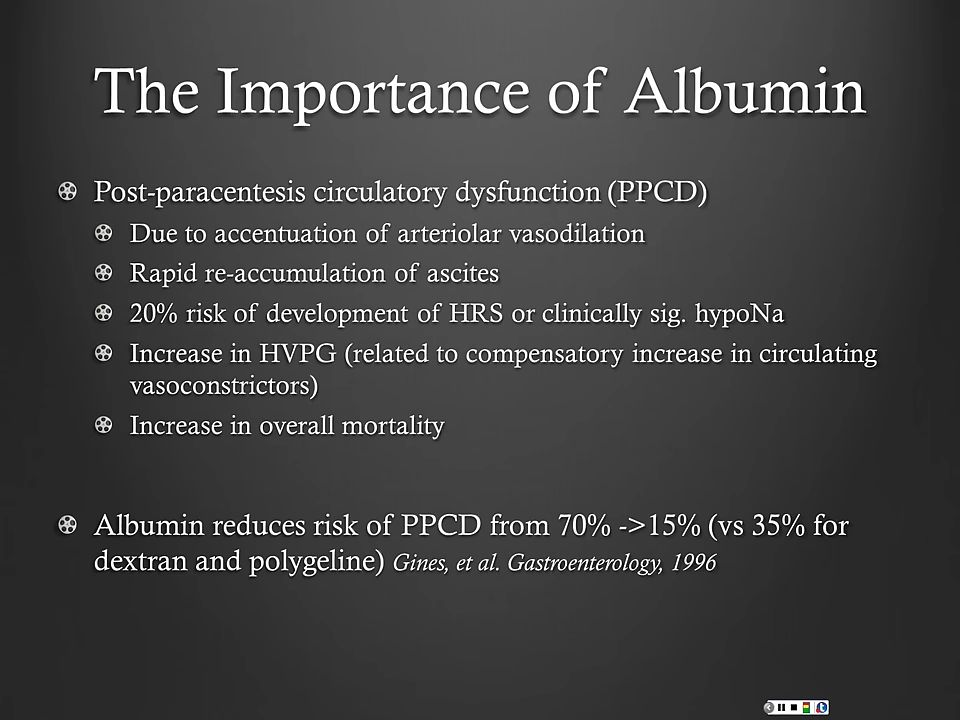 The Importance of Albumin
Post-paracentesis circulatory dysfunction (PPCD)
Due to accentuation of arteriolar vasodilation
Rapid re-accumulation of ascites
20% risk of development of HRS or clinically sig. hypoNa
Increase in HVPG (related to compensatory increase in circulating
vasoconstrictors)
Increase in overall mortality
Albumin reduces risk of PPCD from 70% ->15% (vs 35% for
dextran and polygeline) Gines, et al. Gastroenterology, 1996